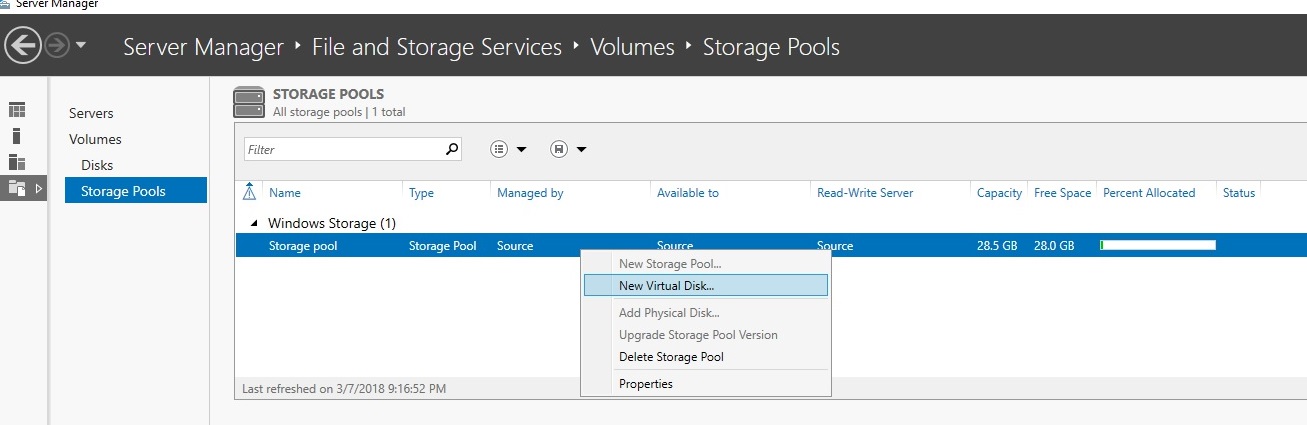 Server Manager
Server Manager ‣ File and Storage Services ‣ Volumes ‣ Storage Pools
Servers
Volumes
Disks
Storage Pools
STORAGE POOLS
All storage pools | 1 total
Filter
Name Type Managed by Available to Read-Write Server Capacity Free Space Percent Allocated Status
Windows Storage (1)
Storage pool Storage Pool Source Source Source 28.5 GB 28.0 GB
New Storage Pool...
New Virtual Disk...
Add Physical Disk...
Upgrade Storage Pool Version
Delete Storage Pool
Properties
Last refreshed on 3/7/2018 9:16:52 PM